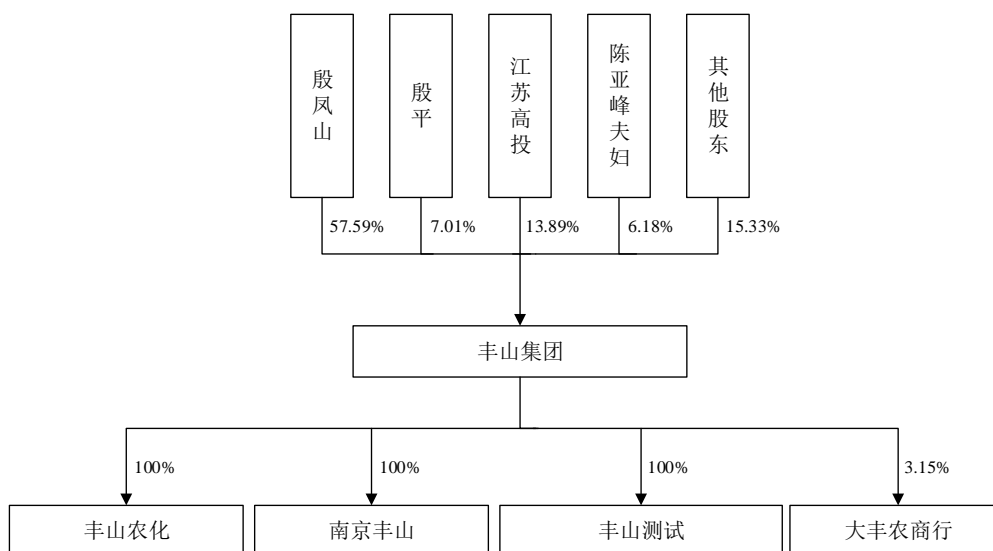 殷凤山
殷平
江苏高投
陈亚峰夫妇
其他股东
57.59%
7.01%
13.89%
6.18%
15.33%
丰山集团
100%
100%
100%
3.15%
丰山农化
南京丰山
丰山测试
大丰农商行